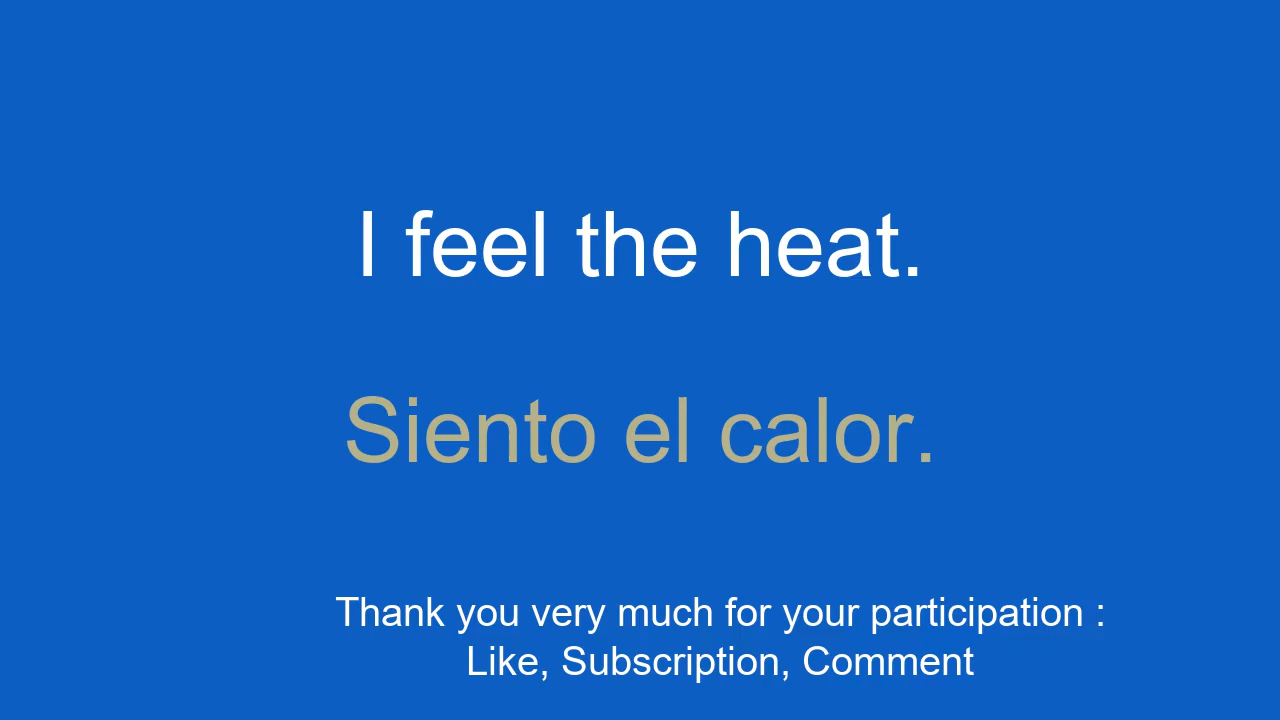 I feel the heat.
Siento el calor.
Thank you very much for your participation :
Like, Subscription, Comment